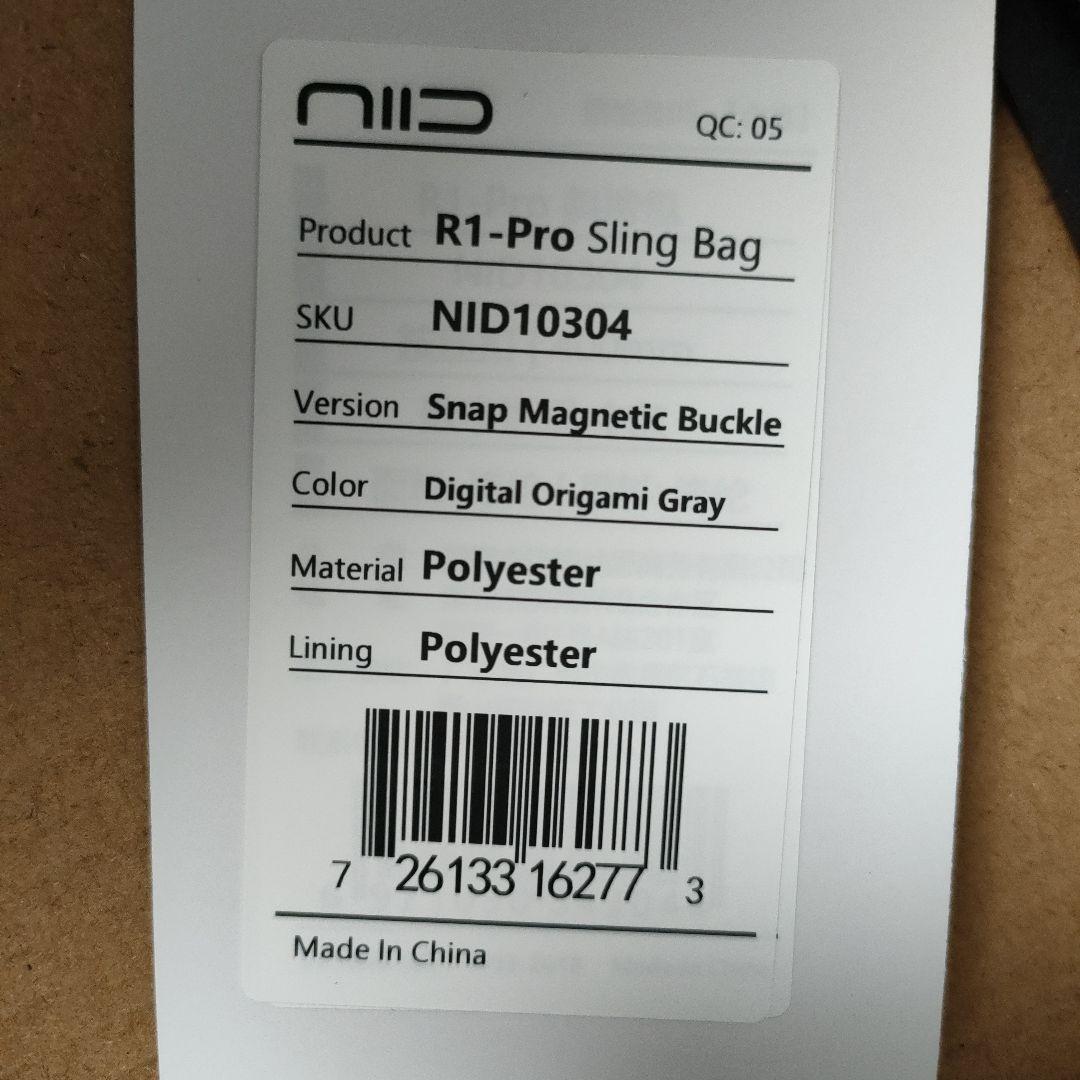 NIID
QC: 05
Product R1-Pro Sling Bag
SKU NID10304
Version Snap Magnetic Buckle
Color Digital Origami Gray
Material Polyester
Lining Polyester
7 26133 16277 3
Made In China